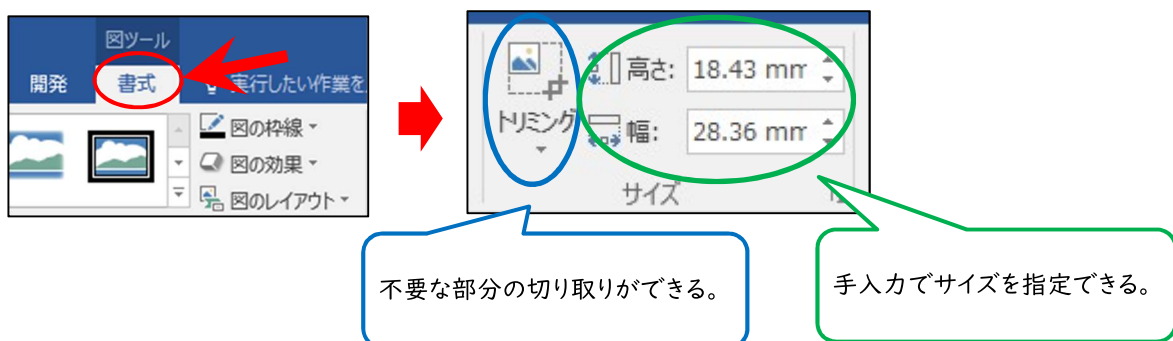 図ツール
開発 書式 実行したい作業を
図の枠線
図の効果
図のレイアウト
トリミング
高さ: 18.43 mm
幅: 28.36 mm
サイズ
不要な部分の切り取りができる。
手入力でサイズを指定できる。